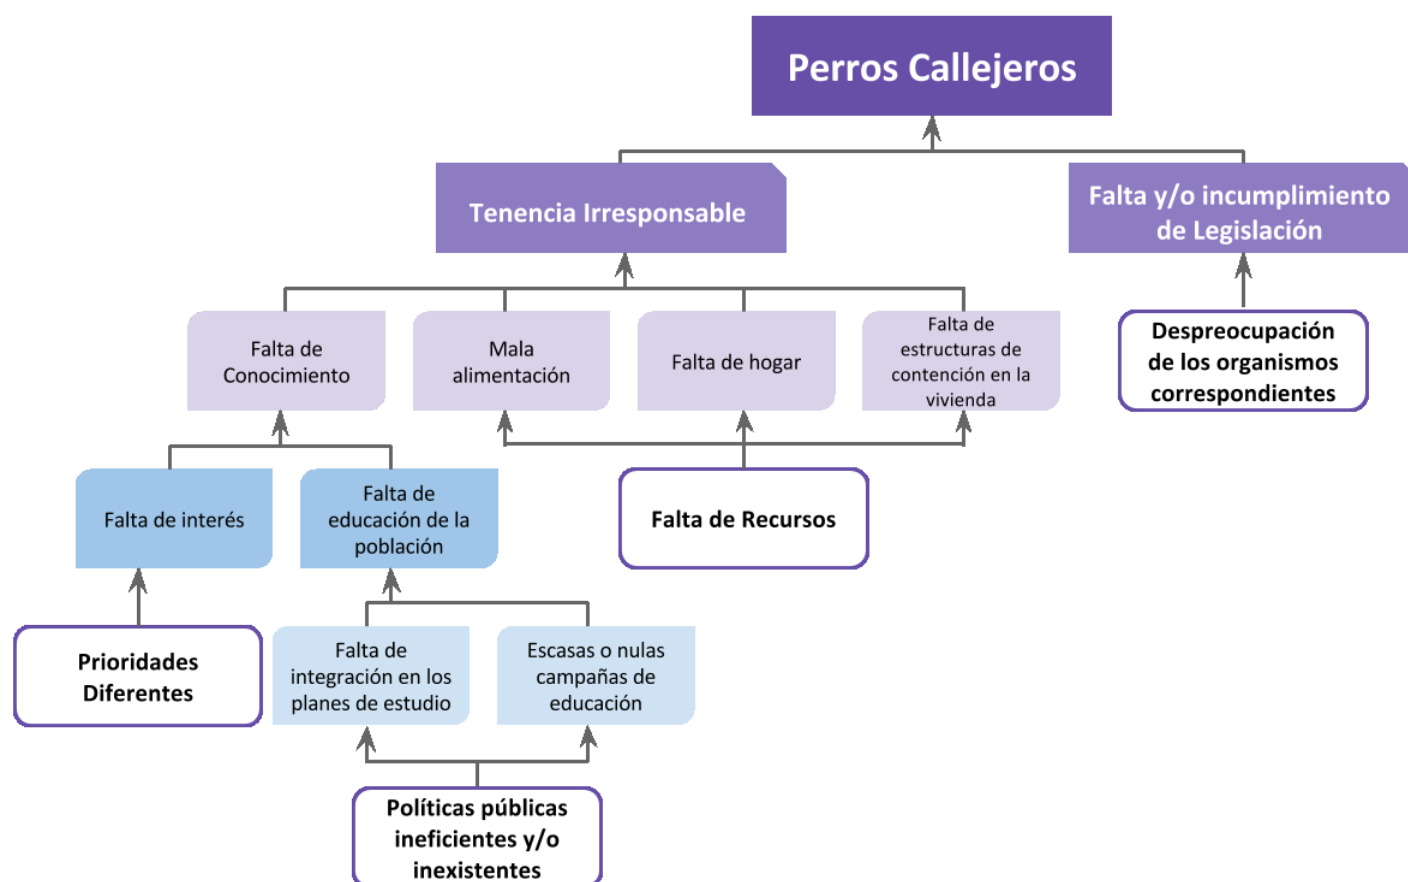 Perros Callejeros
Tenencia Irresponsable
Falta y/o incumplimiento
de Legislación
Falta de
Conocimiento
Mala
alimentación
Falta de hogar
Falta de
estructuras de
contención en la
vivienda
Despreocupación
de los organismos
correspondientes
Falta de interés
Falta de
educación de la
población
Falta de Recursos
Prioridades
Diferentes
Falta de
integración en los
planes de estudio
Escasas o nulas
campañas de
educación
Políticas públicas
ineficientes y/o
inexistentes